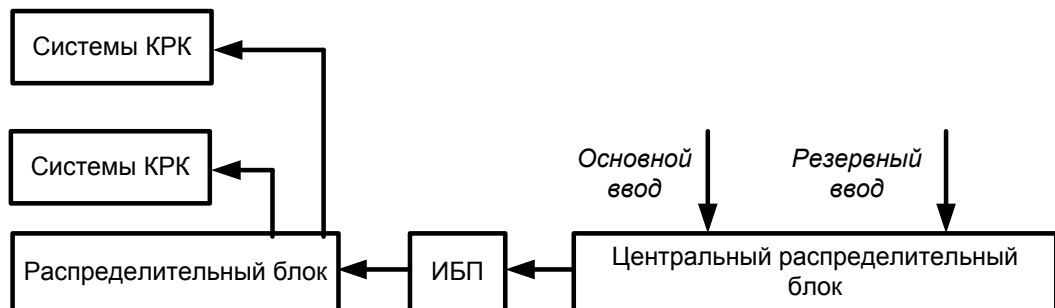 Системы КРК
Системы КРК
Основной
ввод
Резервный
ввод
Распределительный блок
ИБП
Центральный распределительный
блок